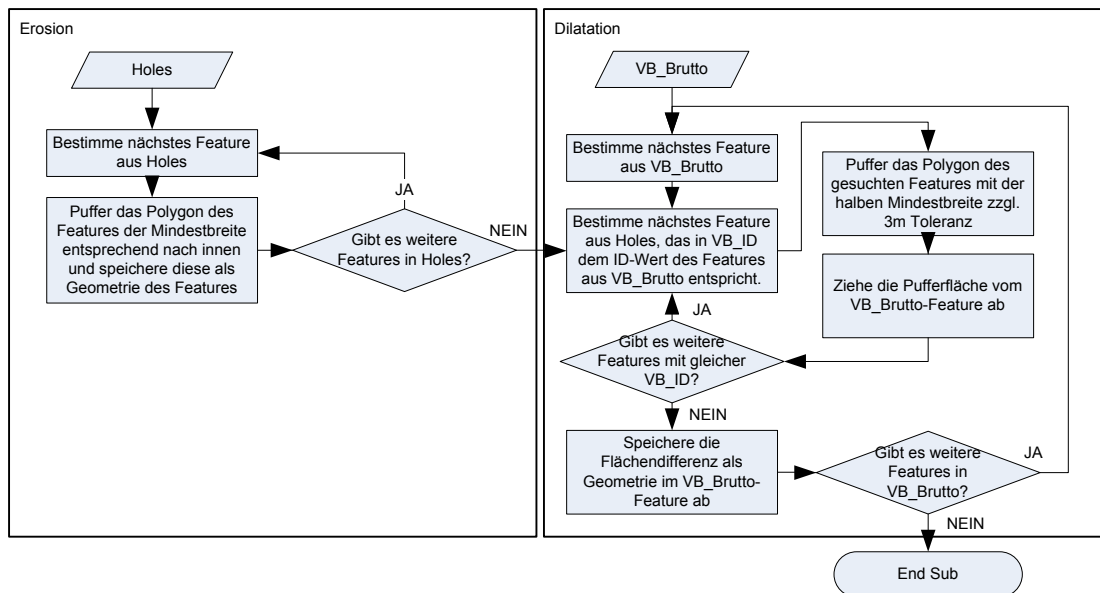 Erosion
Holes
Bestimme nächstes Feature
aus Holes
Puffer das Polygon des
Features der Mindestbreite
entsprechend nach innen
und speichere diese als
Geometrie des Features
JA
Gibt es weitere
Features in Holes?
NEIN
Dilatation
VB_Brutto
Bestimme nächstes Feature
aus VB_Brutto
Bestimme nächstes Feature
aus Holes, das in VB_ID
dem ID-Wert des Features
aus VB_Brutto entspricht.
Puffer das Polygon des
gesuchten Features mit der
halben Mindestbreite zzgl.
3m Toleranz
Ziehe die Pufferfläche vom
VB_Brutto-Feature ab
JA
Gibt es weitere
Features mit gleicher
VB_ID?
NEIN
Speichere die
Flächendifferenz als
Geometrie im VB_Brutto-
Feature ab
Gibt es weitere
Features in
VB_Brutto?
JA
NEIN
End Sub